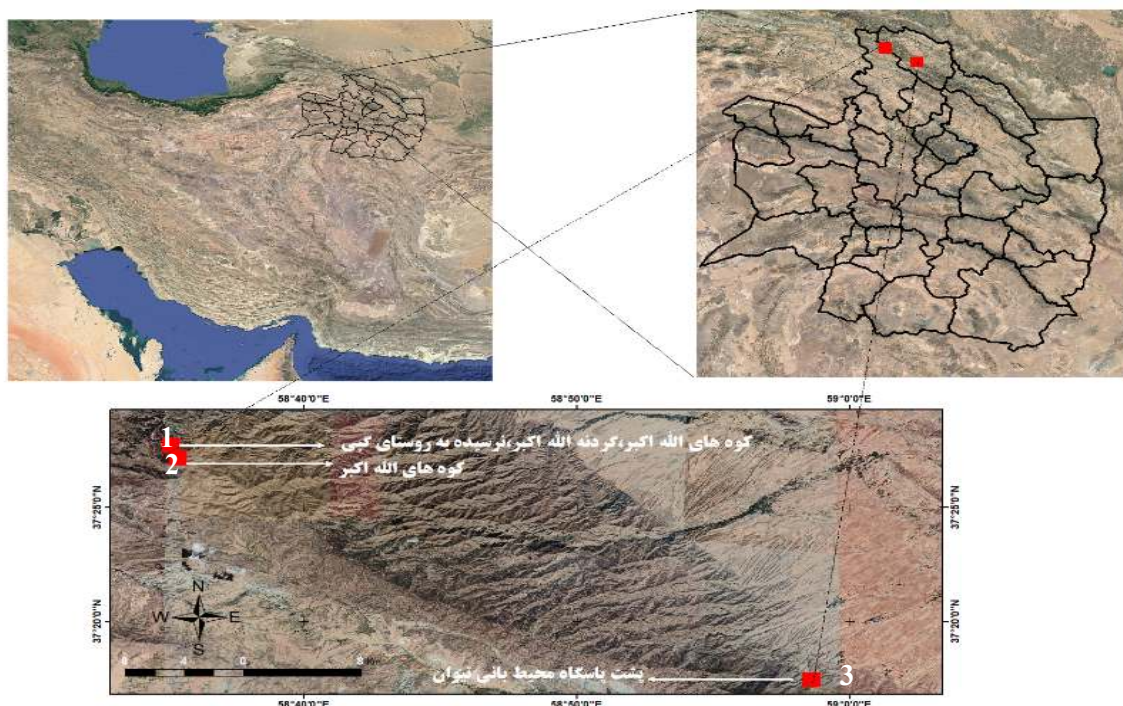 58°40'0"E 58°50'0"E 59°0'0"E
1 کوه های الله اکبر،گردنه الله اکبر،نرسیده به روستای کبی
2 کوه های الله اکبر
37°25'0"N 37°25'0"N
N
W E
S
37°20'0"N 37°20'0"N
8 4 0 8
پشت پاسگاه محیط بانی تیوان 3
58°40'0"E 58°50'0"E 59°0'0"E